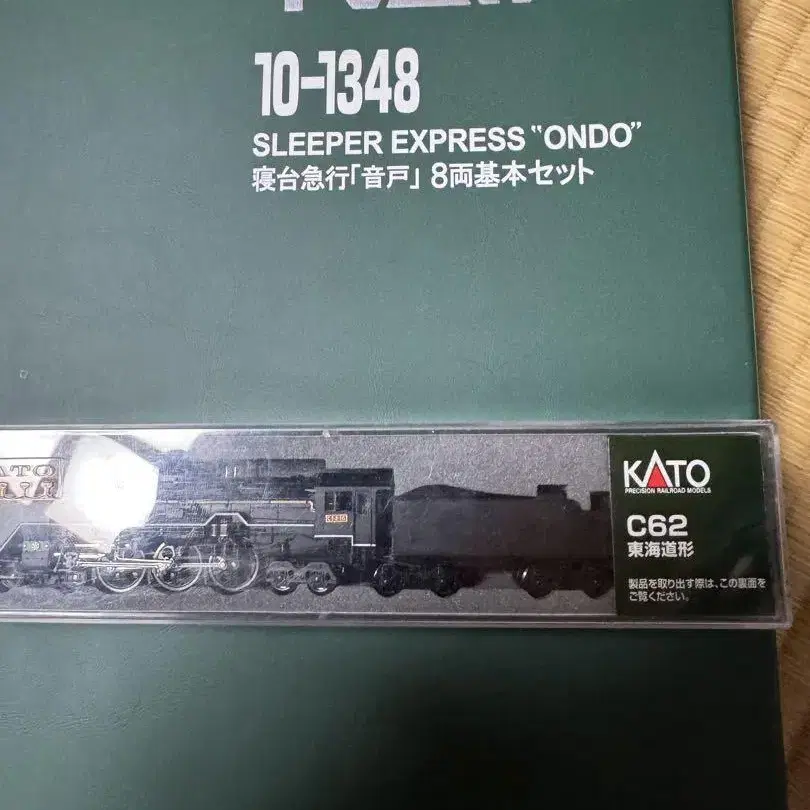 10-1348
SLEEPER EXPRESS “ONDO”
寝台急行「音戸」 8両基本セット
KATO
PRECISION RAILROAD MODELS
C62
東海道形
製品を取り出す際は、この裏面を
ご覧ください。